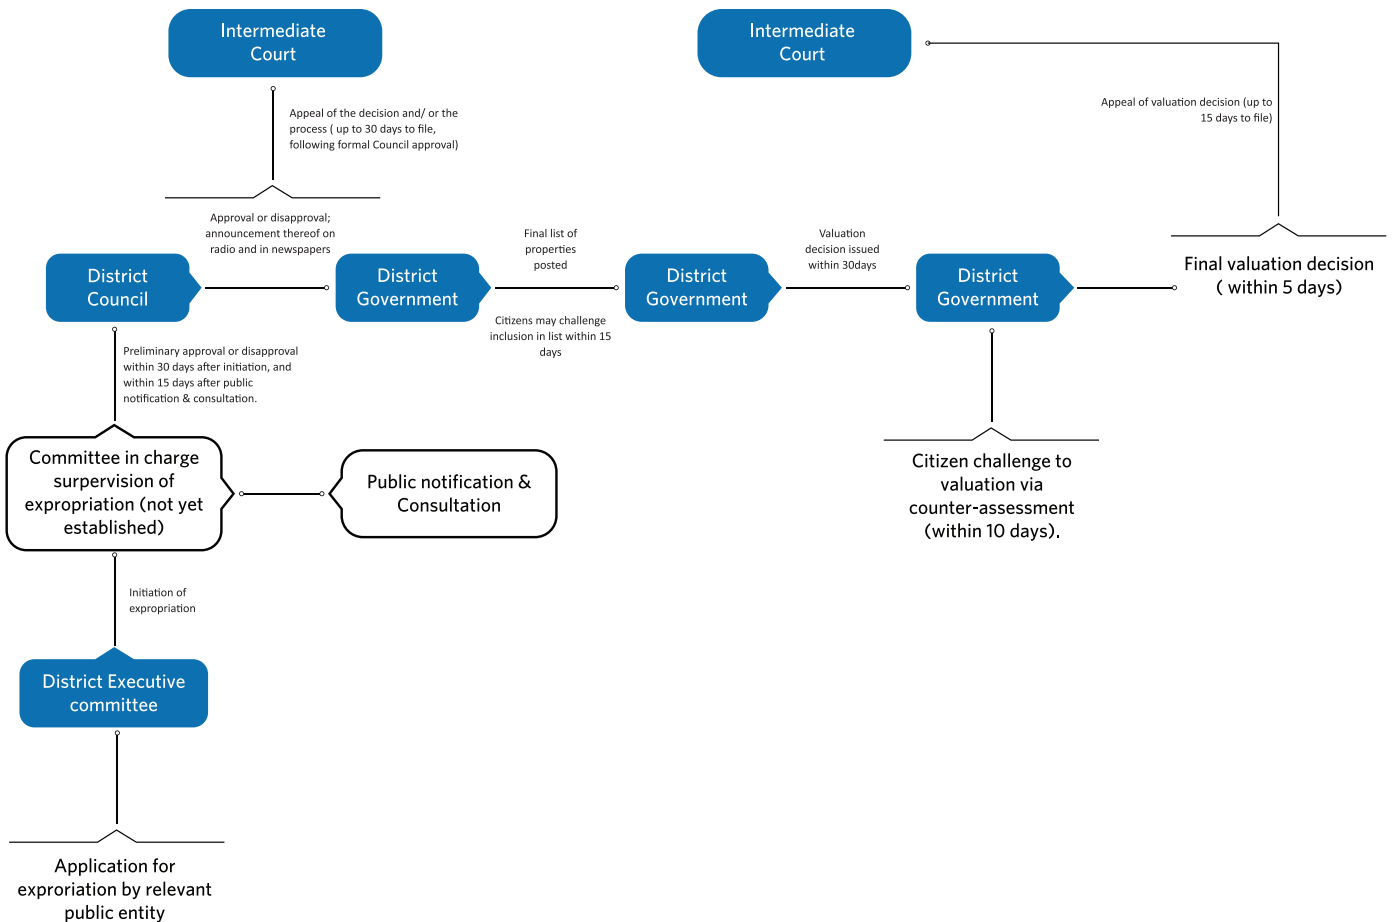 Intermediate
Court
Intermediate
Court
Appeal of the decision and/ or the
process ( up to 30 days to file,
following formal Council approval)
Appeal of valuation decision (up to
15 days to file)
Approval or disapproval;
announcement thereof on
radio and in newspapers
Final list of
properties
posted
Valuation
decision issued
within 30days
District
Council
District
Government
District
Government
District
Government
Final valuation decision
( within 5 days)
Citizens may challenge
inclusion in list within 15
days
Preliminary approval or disapproval
within 30 days after initiation, and
within 15 days after public
notification & consultation.
Committee in charge
surpervision of
expropriation (not yet
established)
Public notification &
Consultation
Citizen challenge to
valuation via
counter-assessment
(within 10 days).
Initiation of
expropriation
District Executive
committee
Application for
exproriation by relevant
public entity